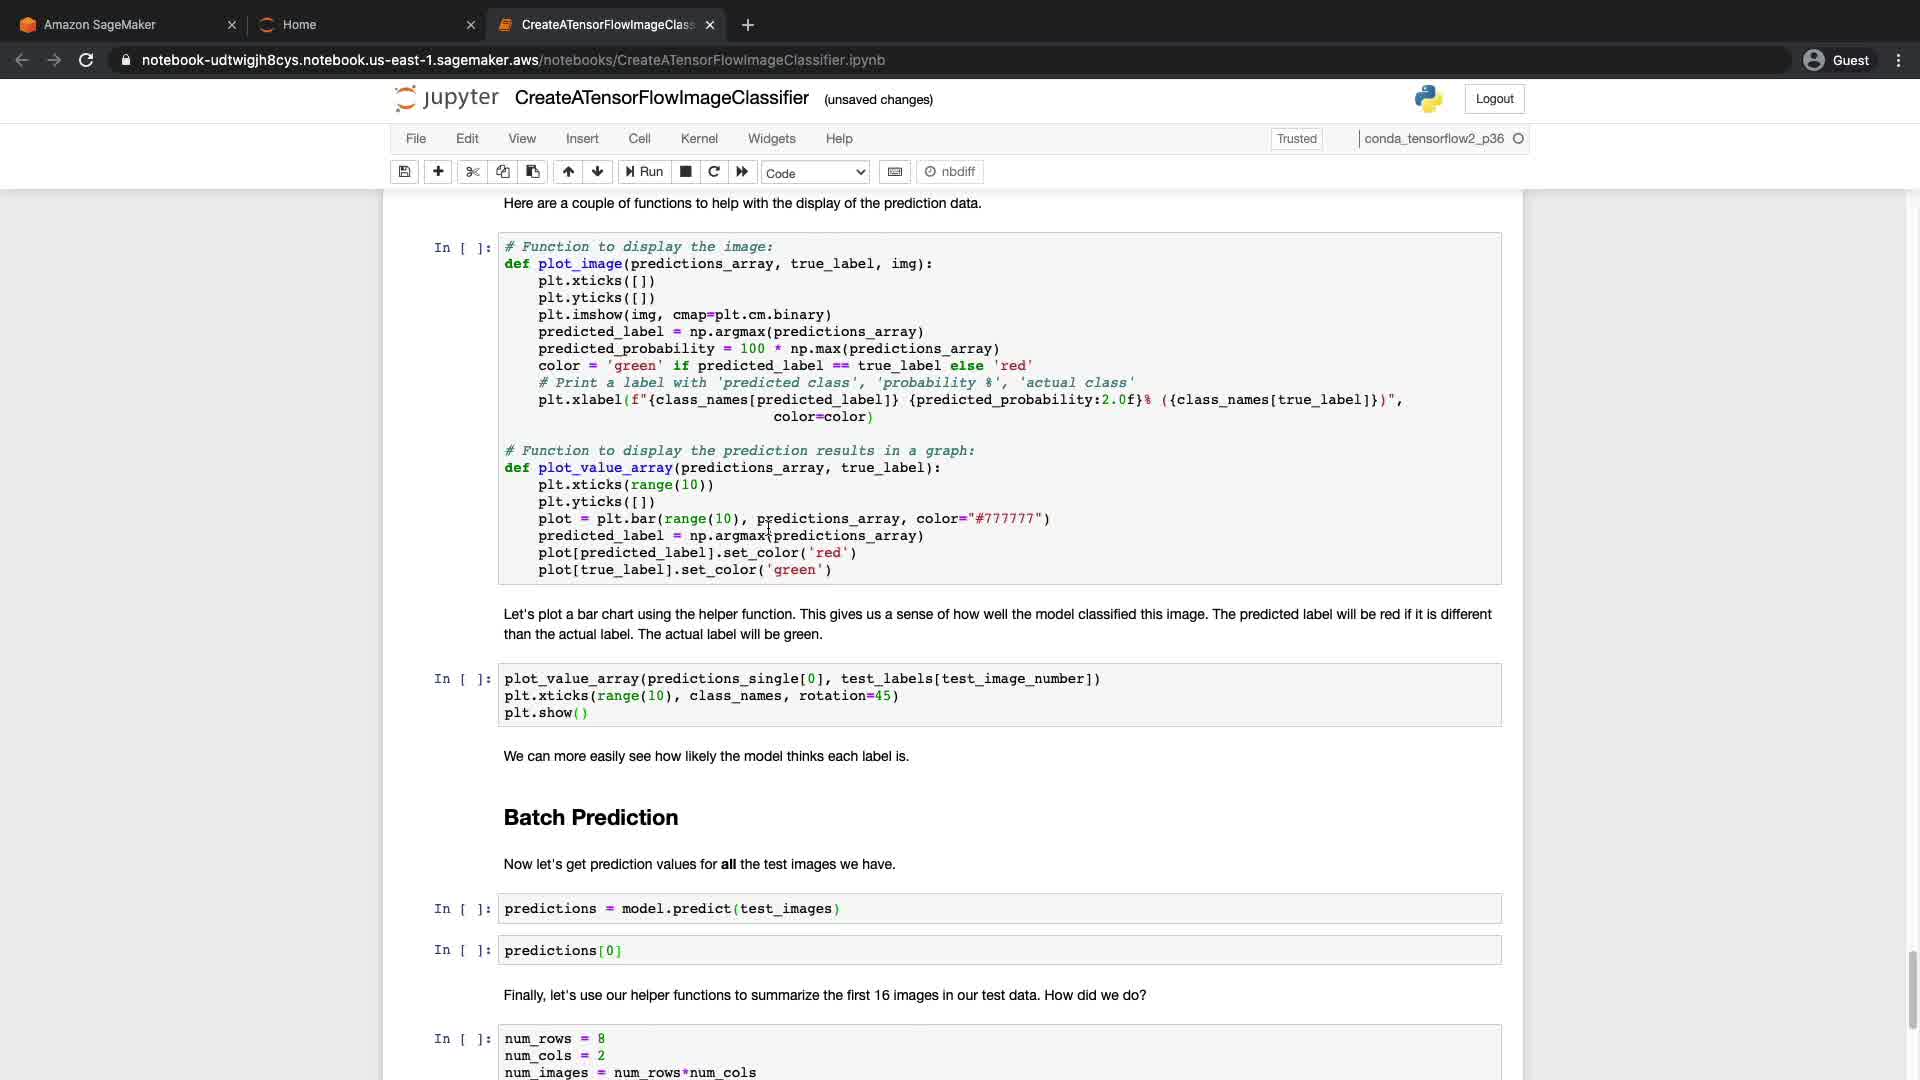 Amazon SageMaker
Home
CreateATensorFlowImageClass
notebook-udtwigjh8cys.notebook.us-east-1.sagemaker.aws/notebooks/CreateATensorFlowImageClassifier.ipynb
Guest
jupyter CreateATensorFlowImageClassifier (unsaved changes)
Logout
File Edit View Insert Cell Kernel Widgets Help
Trusted
conda_tensorflow2_p36
Run
Code
nbdiff
Here are a couple of functions to help with the display of the prediction data.
In [ ]: # Function to display the image:
def plot_image(predictions_array, true_label, img):
plt.xticks([])
plt.yticks([])
plt.imshow(img, cmap=plt.cm.binary)
predicted_label = np.argmax(predictions_array)
predicted_probability = 100 * np.max(predictions_array)
color = 'green' if predicted_label == true_label else 'red'
# Print a label with 'predicted class', 'probability %', 'actual class'
plt.xlabel(f"{class_names[predicted_label]} {predicted_probability:2.0f}% ({class_names[true_label]})",
color=color)
# Function to display the prediction results in a graph:
def plot_value_array(predictions_array, true_label):
plt.xticks(range(10))
plt.yticks([])
plot = plt.bar(range(10), predictions_array, color="#777777")
predicted_label = np.argmax(predictions_array)
plot[predicted_label].set_color('red')
plot[true_label].set_color('green')
Let's plot a bar chart using the helper function. This gives us a sense of how well the model classified this image. The predicted label will be red if it is different
than the actual label. The actual label will be green.
In [ ]: plot_value_array(predictions_single[0], test_labels[test_image_number])
plt.xticks(range(10), class_names, rotation=45)
plt.show()
We can more easily see how likely the model thinks each label is.
Batch Prediction
Now let's get prediction values for all the test images we have.
In [ ]: predictions = model.predict(test_images)
In [ ]: predictions[0]
Finally, let's use our helper functions to summarize the first 16 images in our test data. How did we do?
In [ ]: num_rows = 8
num_cols = 2
num_images = num_rows*num_cols